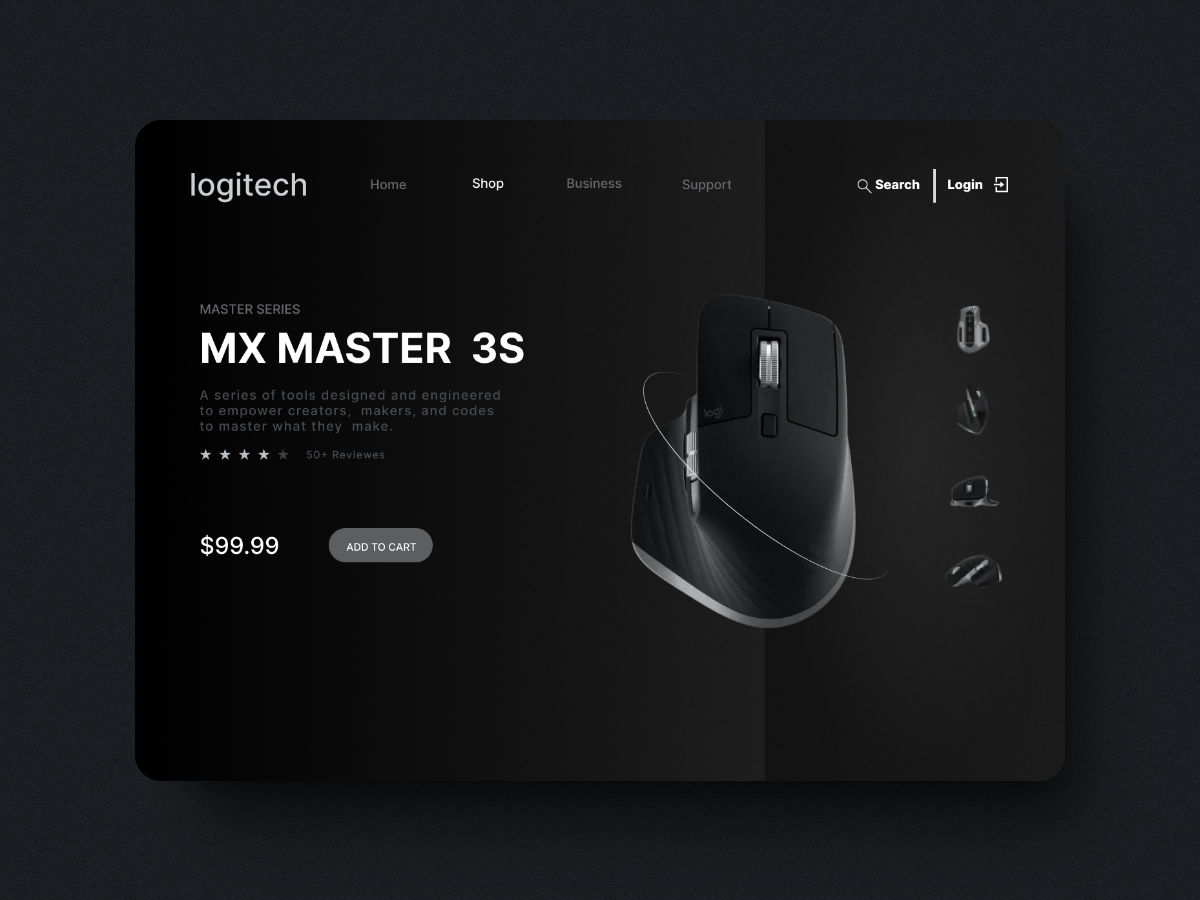 logitech
Home
Shop
Business
Support
Search
Login
MASTER SERIES
MX MASTER  3S
A series of tools designed and engineered
to empower creators,  makers, and codes
to master what they  make.
50+ Reviewes
$99.99
ADD TO CART
logi